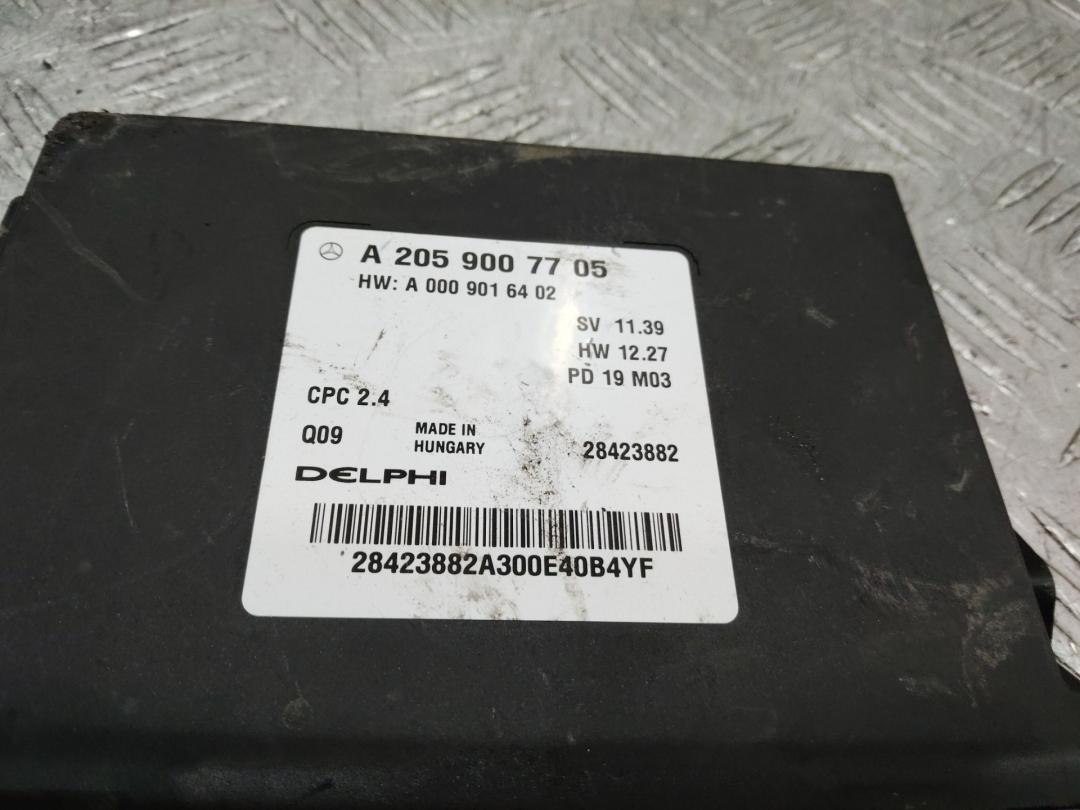 A 205 900 77 05
HW: A 000 901 64 02
SV 11.39
HW 12.27
PD 19 M03
CPC 2.4
Q09
MADE IN
HUNGARY
28423882
DELPHI
28423882A300E40B4YF